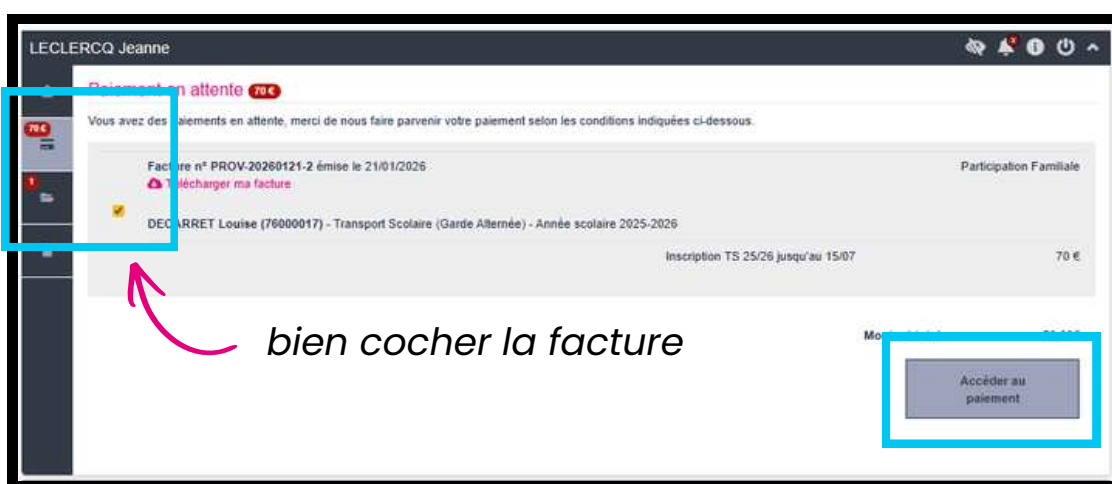 LECLERCQ Jeanne
Paiement en attente 70 €
70 €
1
Vous avez des paiements en attente, merci de nous faire parvenir votre paiement selon les conditions indiquées ci-dessous.
Facture n° PROV-20260121-2 émise le 21/01/2026 Participation Familiale
Télécharger ma facture
DECARRET Louise (76000017) - Transport Scolaire (Garde Alternée) - Année scolaire 2025-2026
Inscription TS 25/26 jusqu'au 15/07 70 €
bien cocher la facture
Accéder au
paiement